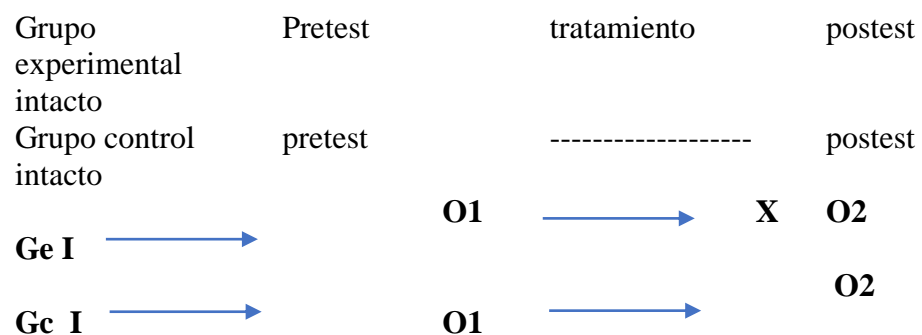 Grupo experimental intacto Pretest tratamiento postest
Grupo control intacto pretest ------------------- postest
Ge I O1 X O2
Gc I O1 O2